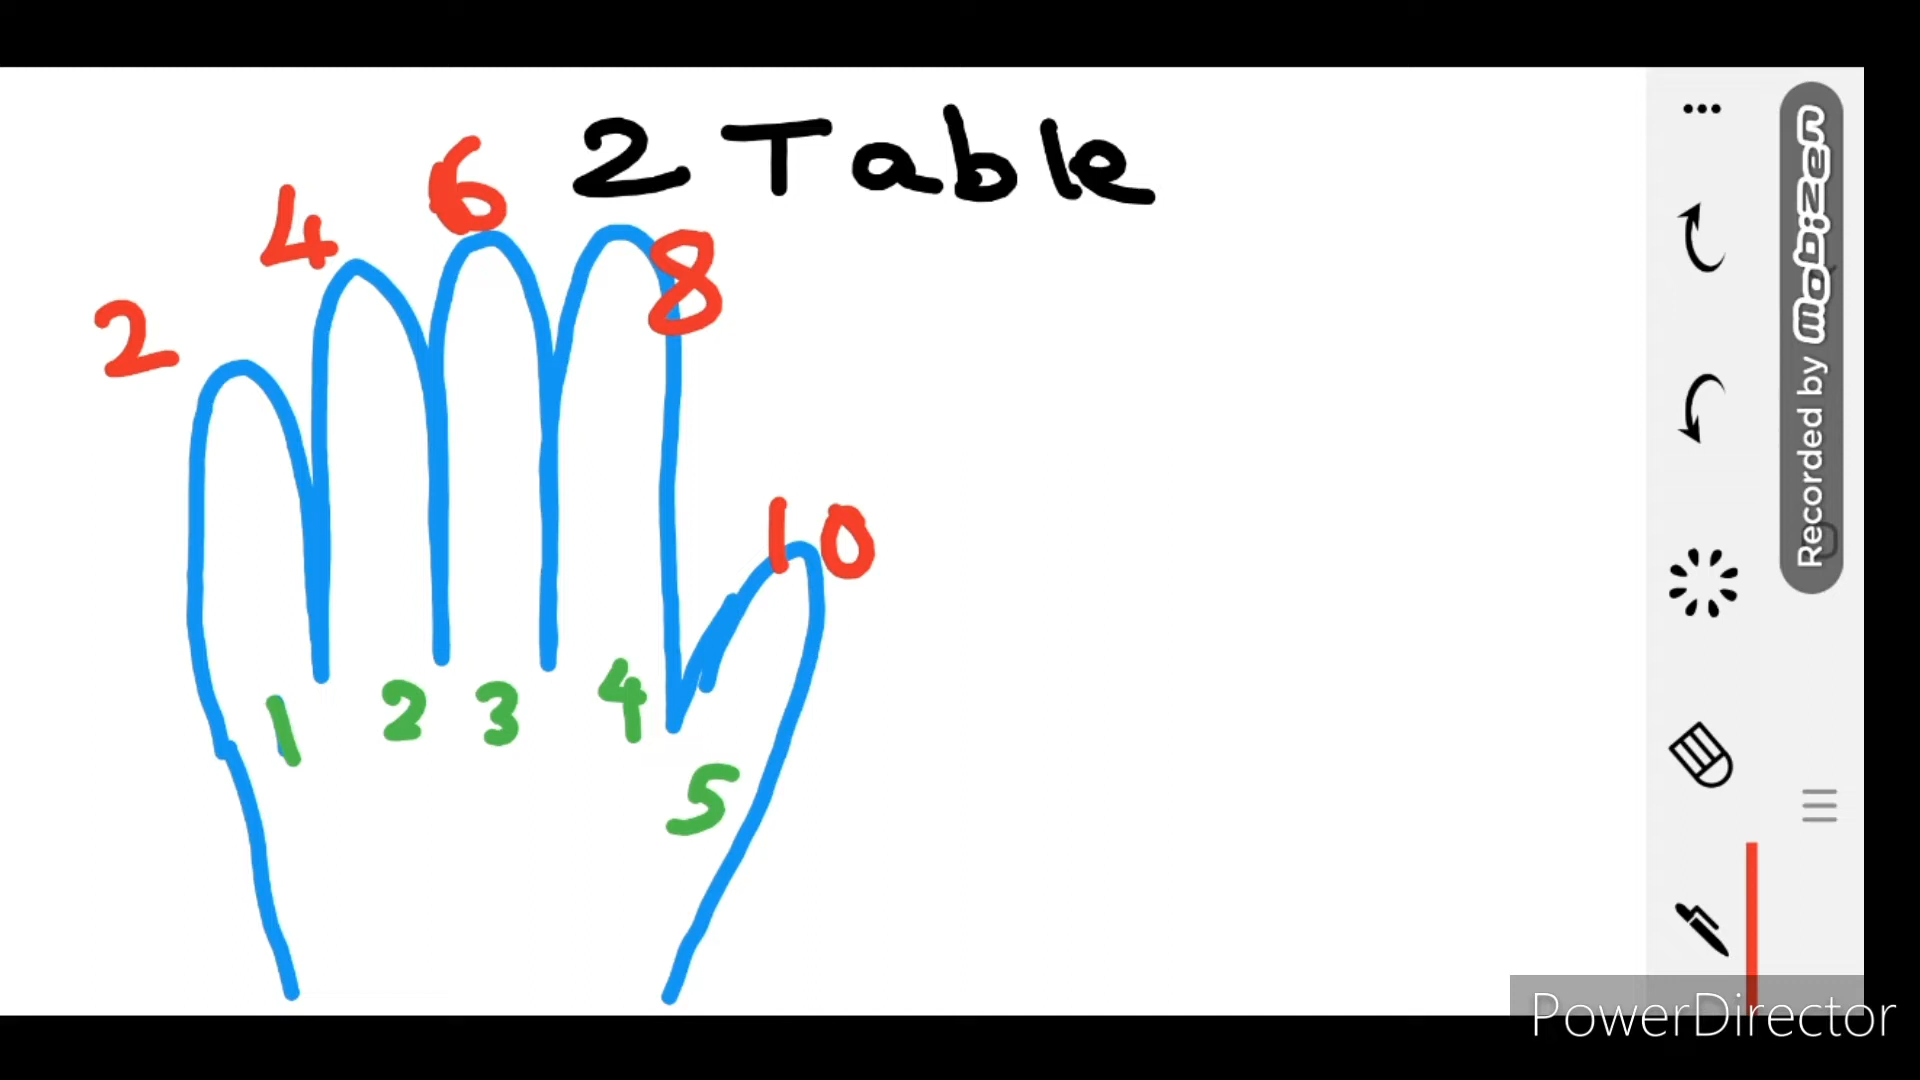 2 Table
2 4 6 8 10
1 2 3 4 5
Recorded by mobizen
PowerDirector